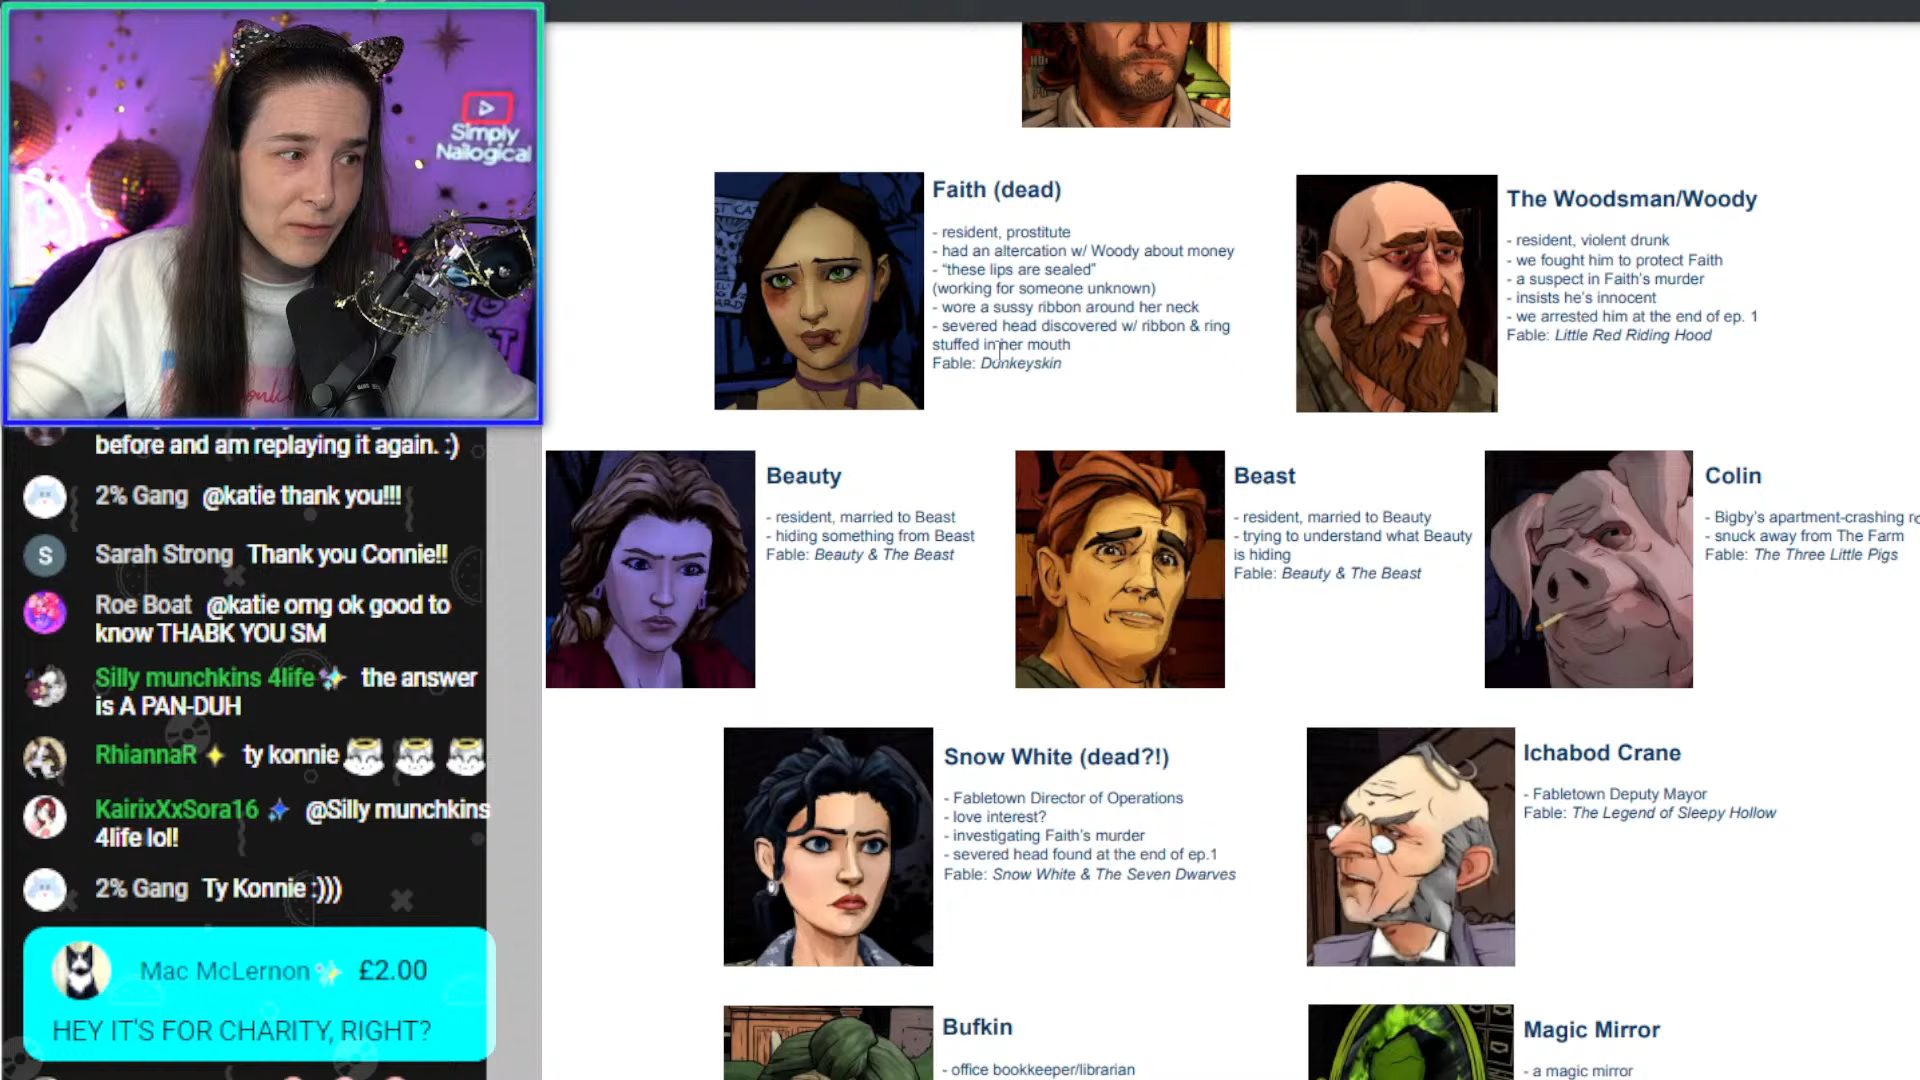 Simply
Nailogical
before and am replaying it again. :)
2% Gang @katie thank you!!!
Sarah Strong Thank you Connie!!
S
Roe Boat @katie omg ok good to
know THABK YOU SM
Silly munchkins 4life the answer
is A PAN-DUH
RhiannaR ty konnie
KairixXxSora16 @Silly munchkins
4life lol!
2% Gang Ty Konnie :)))
Mac McLernon £2.00
HEY IT'S FOR CHARITY, RIGHT?
Faith (dead)
- resident, prostitute
- had an altercation w/ Woody about money
- “these lips are sealed”
(working for someone unknown)
- wore a sussy ribbon around her neck
- severed head discovered w/ ribbon & ring
stuffed in her mouth
Fable: Donkeyskin
The Woodsman/Woody
- resident, violent drunk
- we fought him to protect Faith
- a suspect in Faith's murder
- insists he's innocent
- we arrested him at the end of ep. 1
Fable: Little Red Riding Hood
Beauty
- resident, married to Beast
- hiding something from Beast
Fable: Beauty & The Beast
Beast
- resident, married to Beauty
- trying to understand what Beauty
is hiding
Fable: Beauty & The Beast
Colin
- Bigby's apartment-crashing
- snuck away from The Farm
Fable: The Three Little Pigs
Snow White (dead?!)
- Fabletown Director of Operations
- love interest?
- investigating Faith's murder
- severed head found at the end of ep.1
Fable: Snow White & The Seven Dwarves
Ichabod Crane
- Fabletown Deputy Mayor
Fable: The Legend of Sleepy Hollow
Bufkin
- office bookkeeper/librarian
Magic Mirror
- a magic mirror